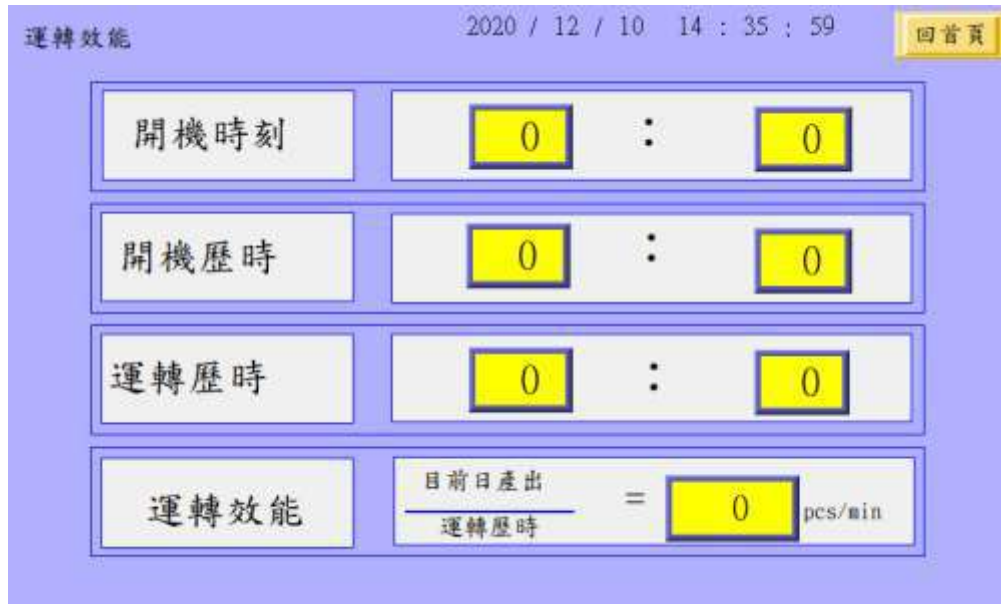 運轉效能 2020 / 12 / 10 14 : 35 : 59 回首頁
開機時刻 0 : 0
開機歷時 0 : 0
運轉歷時 0 : 0
運轉效能 目前日產出 / 運轉歷時 = 0 pcs/min